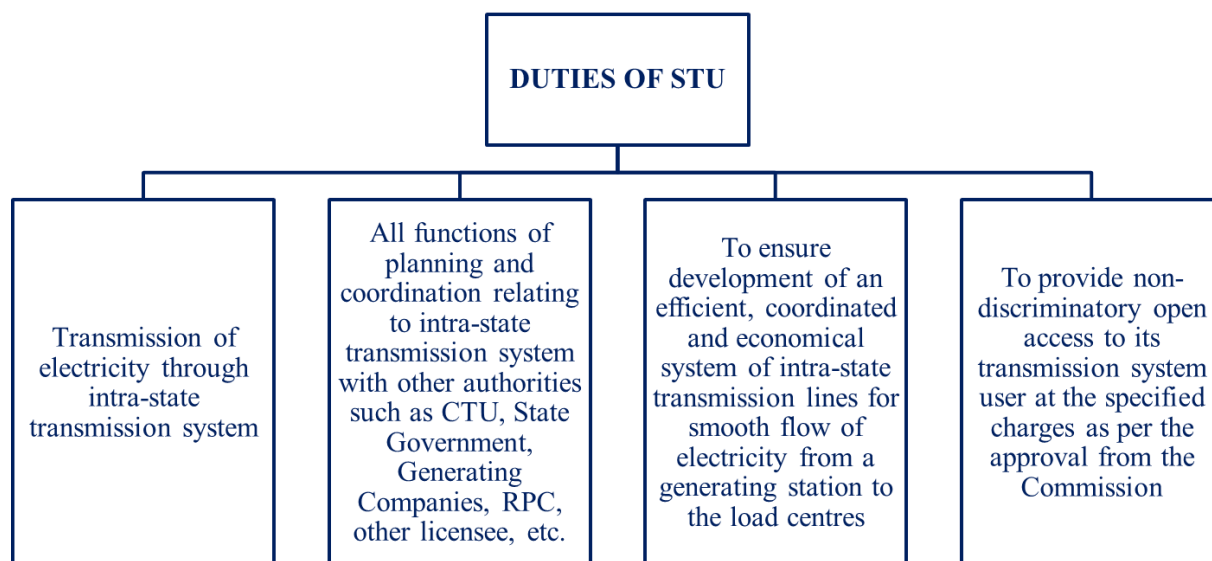 DUTIES OF STU
Transmission of
electricity through
intra-state
transmission system
All functions of
planning and
coordination relating
to intra-state
transmission system
with other authorities
such as CTU, State
Government,
Generating
Companies, RPC,
other licensee, etc.
To ensure
development of an
efficient, coordinated
and economical
system of intra-state
transmission lines for
smooth flow of
electricity from a
generating station to
the load centres
To provide non-
discriminatory open
access to its
transmission system
user at the specified
charges as per the
approval from the
Commission